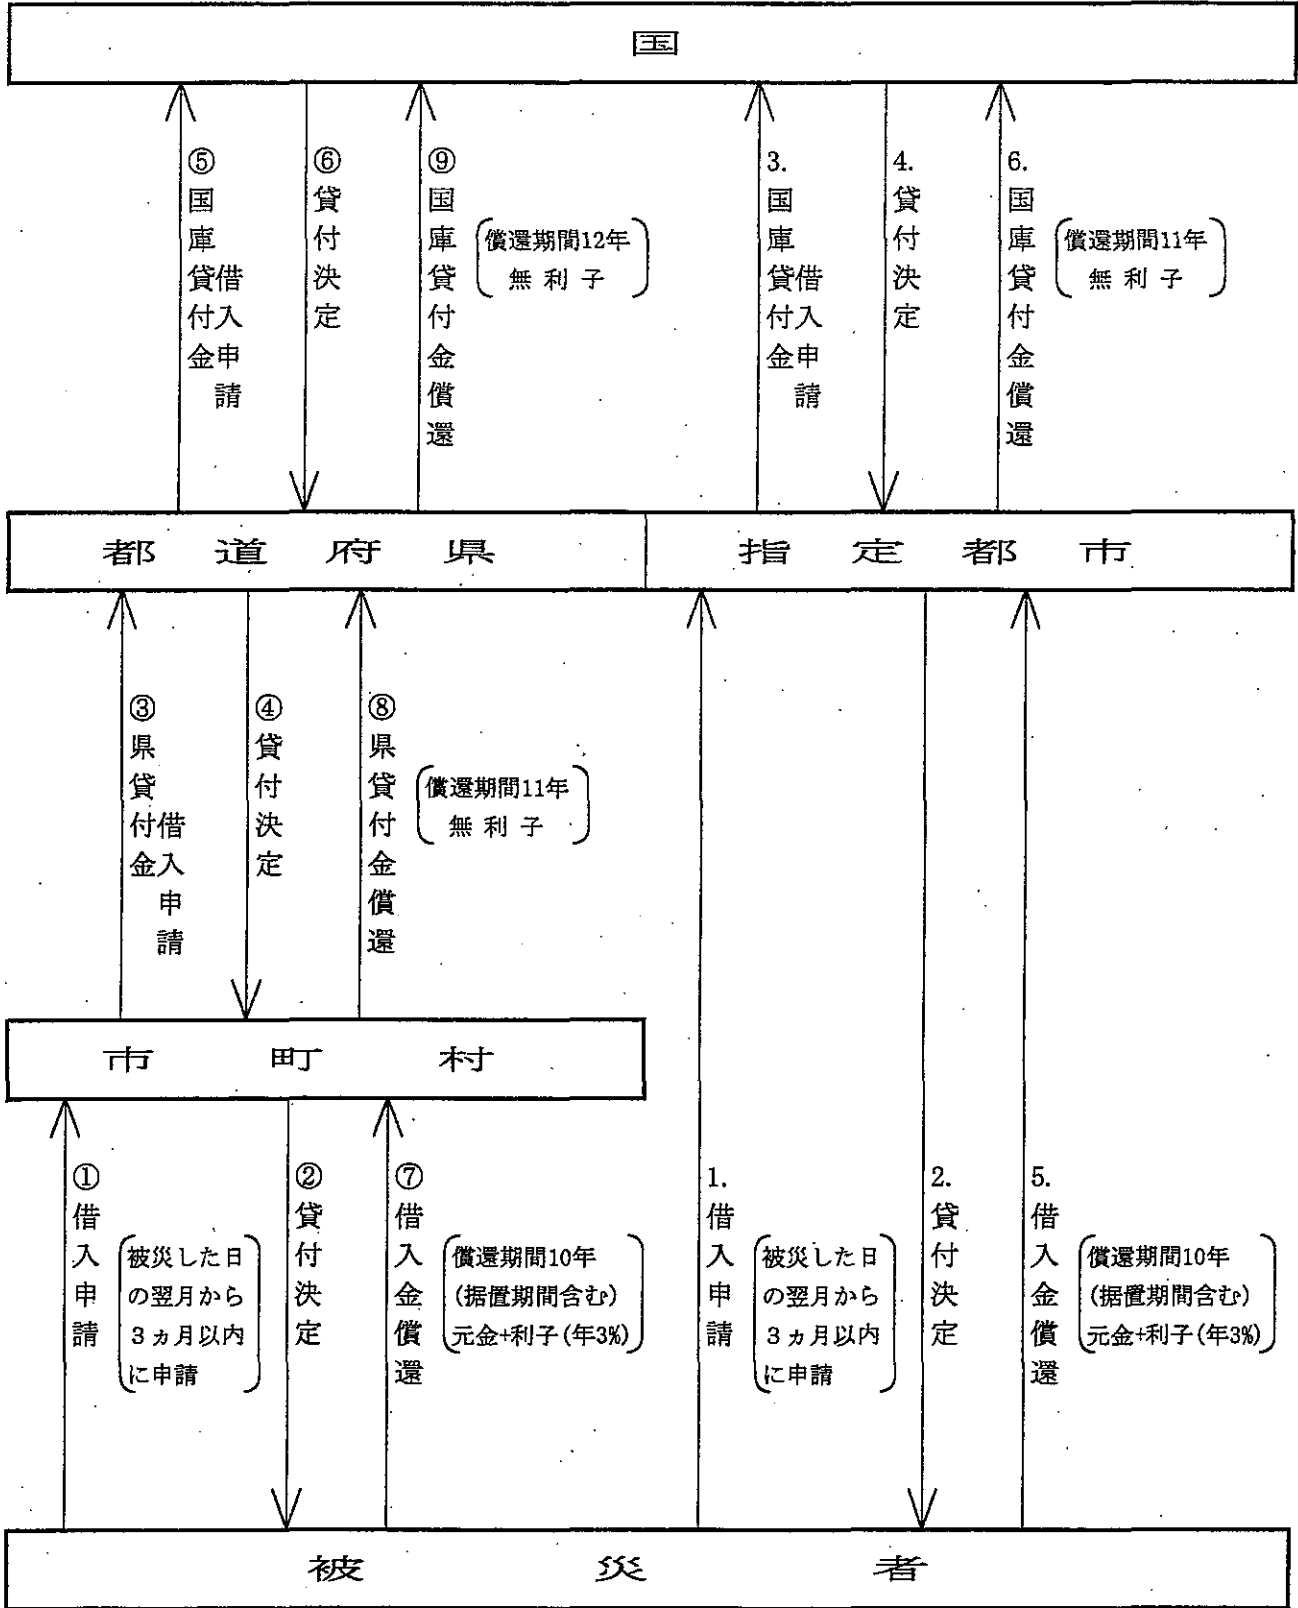 国
⑤国庫貸付金借入申請
⑥貸付決定
⑨国庫貸付金償還
償還期間12年
無利子
3.国庫貸付金借入申請
4.貸付決定
6.国庫貸付金償還
償還期間11年
無利子
都道府県
指定都市
③県貸付金借入申請
④貸付決定
⑧県貸付金償還
償還期間11年
無利子
市町村
①借入申請
被災した日
の翌月から
3ヵ月以内
に申請
②貸付決定
⑦借入金償還
償還期間10年
(据置期間含む)
元金+利子(年3%)
1.借入申請
被災した日
の翌月から
3ヵ月以内
に申請
2.貸付決定
5.借入金償還
償還期間10年
(据置期間含む)
元金+利子(年3%)
被災者